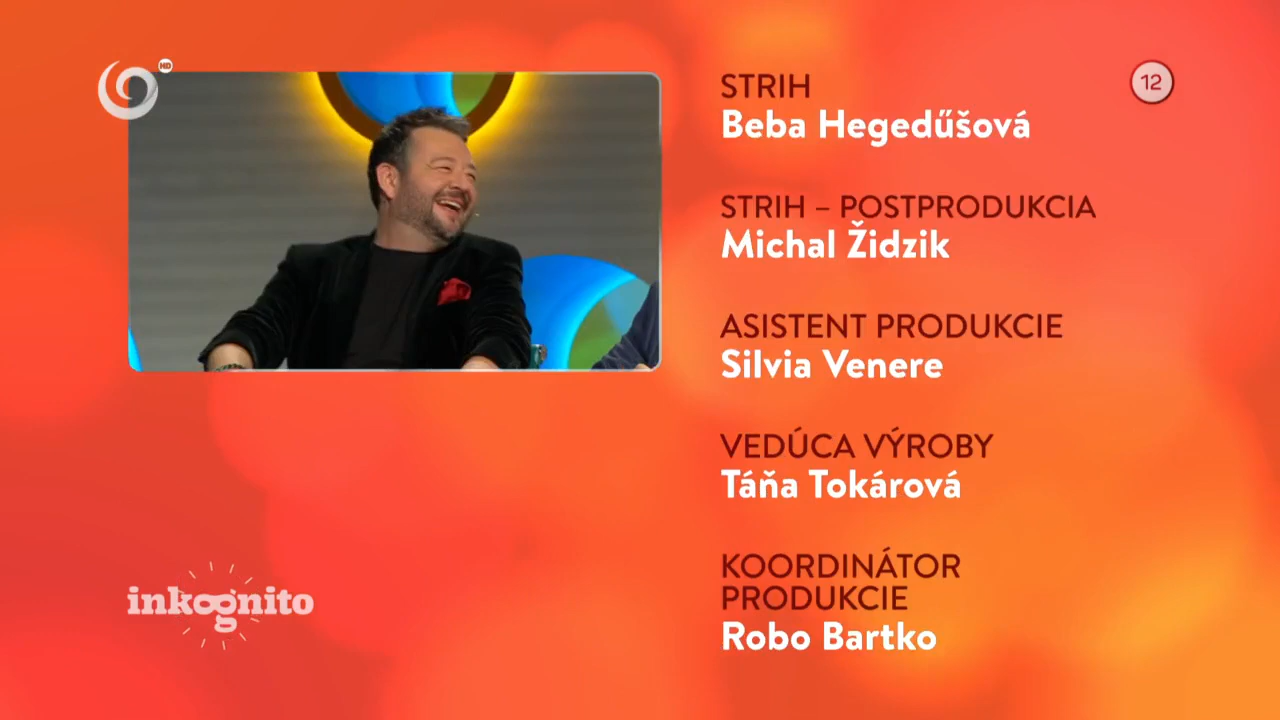 HD
12
STRIH
Beba Hegedűšová
STRIH – POSTPRODUKCIA
Michal Židzik
ASISTENT PRODUKCIE
Silvia Venere
VEDÚCA VÝROBY
Táňa Tokárová
KOORDINÁTOR
PRODUKCIE
Robo Bartko
inkognito